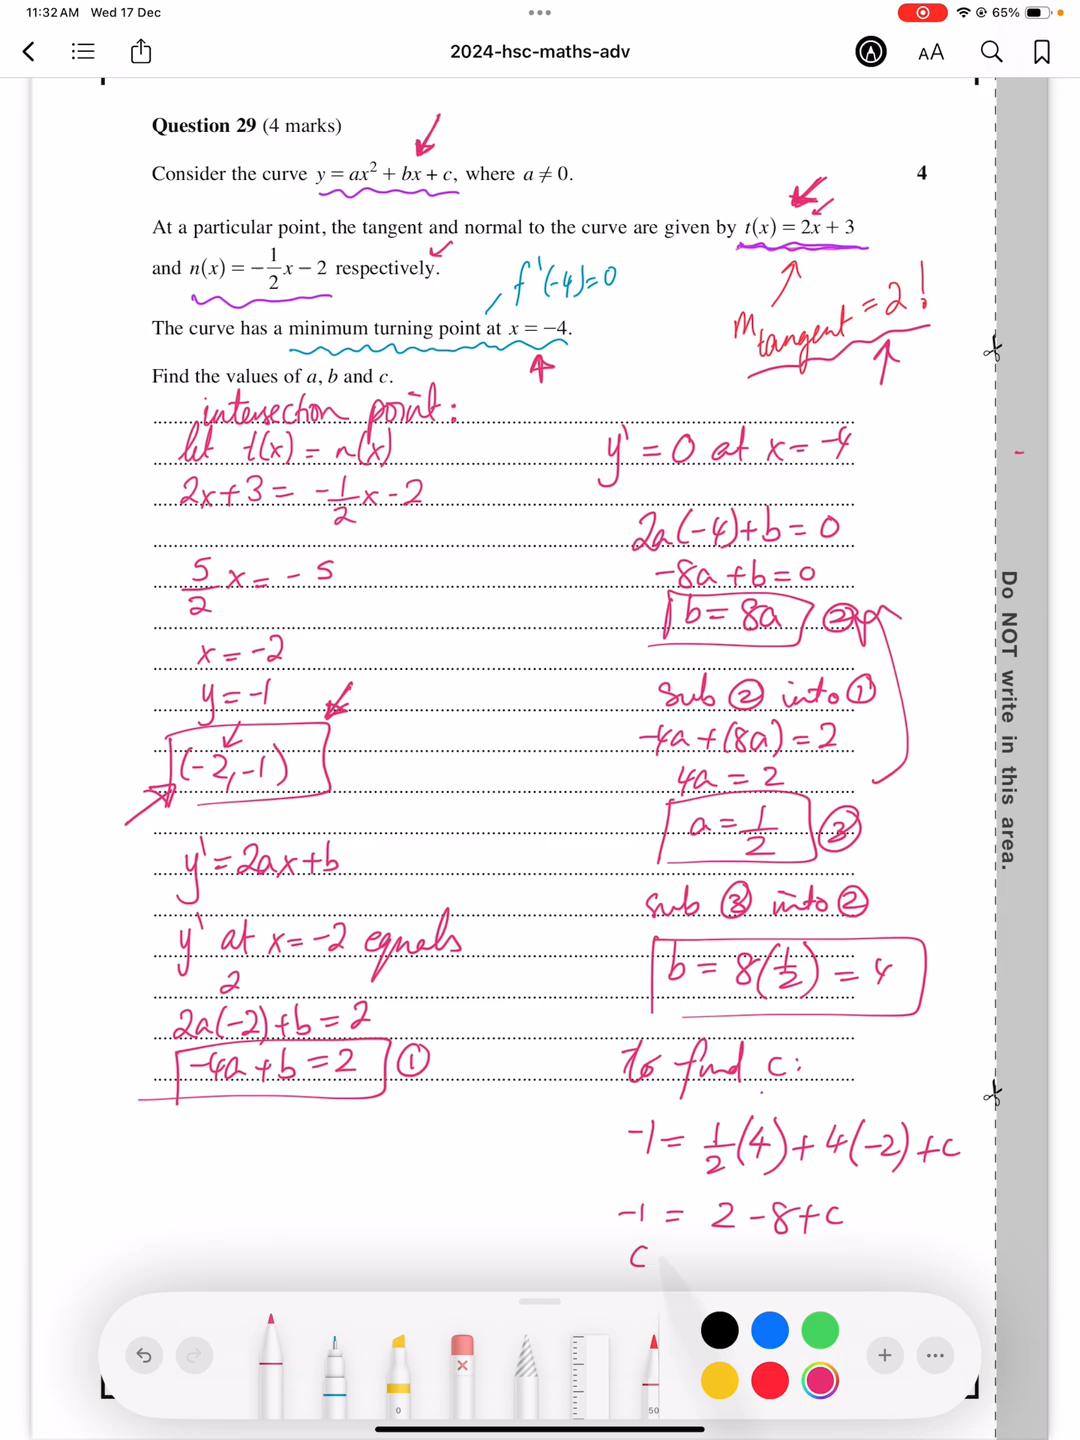 11:32 AM Wed 17 Dec
65%
2024-hsc-maths-adv
AA
Question 29 (4 marks)
Consider the curve y = ax² + bx + c, where a ≠ 0.
4
At a particular point, the tangent and normal to the curve are given by t(x) = 2x + 3
and n(x) = -1/2 x - 2 respectively.
f'(-4)=0
m tangent = 2!
The curve has a minimum turning point at x = -4.
Find the values of a, b and c.
intersection point:
let t(x) = n(x)
2x+3 = -1/2 x - 2
5/2 x = -5
x = -2
y = -1
(-2,-1)
y' = 2ax+b
y' at x=-2 equals
2
2a(-2)+b = 2
-4a+b = 2 ①
y' = 0 at x = -4
2a(-4)+b = 0
-8a+b = 0
b = 8a ②
sub ② into ①
-4a+(8a) = 2
4a = 2
a = 1/2 ③
sub ③ into ②
b = 8(1/2) = 4
to find c:
-1 = 1/2(4) + 4(-2) + c
-1 = 2 - 8 + c
c
Do NOT write in this area.
0
50